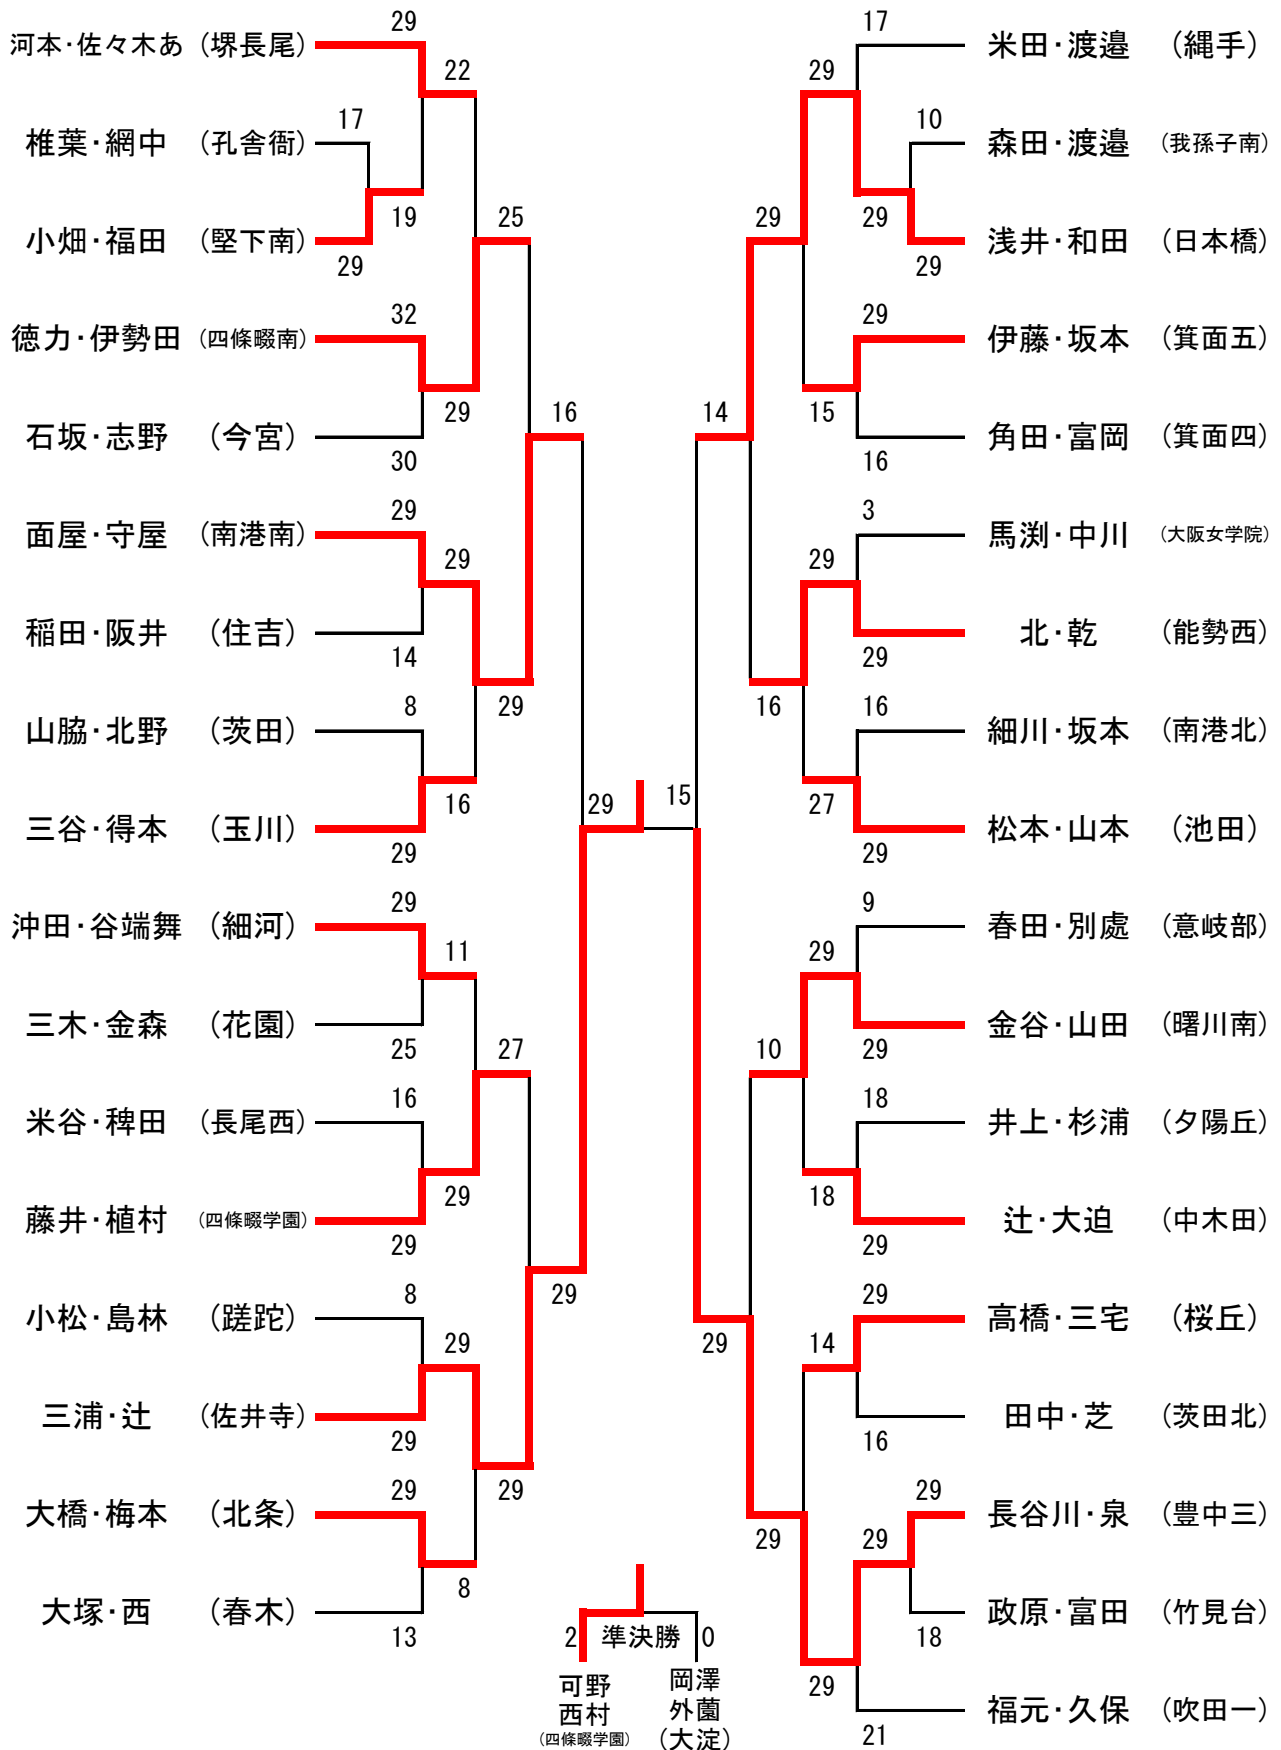 29
河本・佐々木あ (堺長尾)
22
17
椎葉・網中 (孔舎衙)
19
25
小畑・福田 (堅下南)
29
32
徳力・伊勢田 (四條畷南)
29
16
石坂・志野 (今宮)
30
29
面屋・守屋 (南港南)
29
稲田・阪井 (住吉)
14
29
8
山脇・北野 (茨田)
16
29
三谷・得本 (玉川)
29
29
沖田・谷端舞 (細河)
11
三木・金森 (花園)
25
27
16
米谷・稗田 (長尾西)
29
藤井・植村 (四條畷学園)
29
29
8
小松・島林 (蹉跎)
29
三浦・辻 (佐井寺)
29
29
29
大橋・梅本 (北条)
8
大塚・西 (春木)
13
17
米田・渡邉 (縄手)
29
10
森田・渡邉 (我孫子南)
29
29
浅井・和田 (日本橋)
29
29
伊藤・坂本 (箕面五)
15
14
角田・富岡 (箕面四)
16
3
馬渕・中川 (大阪女学院)
29
北・乾 (能勢西)
29
16
16
細川・坂本 (南港北)
27
15
松本・山本 (池田)
29
9
春田・別處 (意岐部)
29
金谷・山田 (曙川南)
29
10
18
井上・杉浦 (夕陽丘)
18
辻・大迫 (中木田)
29
29
高橋・三宅 (桜丘)
29
14
田中・芝 (茨田北)
16
29
長谷川・泉 (豊中三)
29
29
政原・富田 (竹見台)
18
29
福元・久保 (吹田一)
21
2 準決勝 0
可野 岡澤
西村 外薗
(四條畷学園) (大淀)